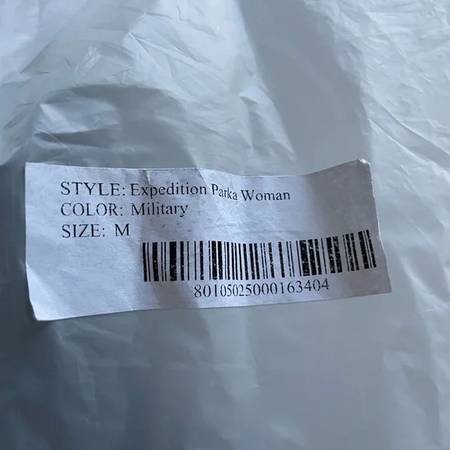 STYLE: Expedition Parka Woman
COLOR: Military
SIZE: M
80105025000163404